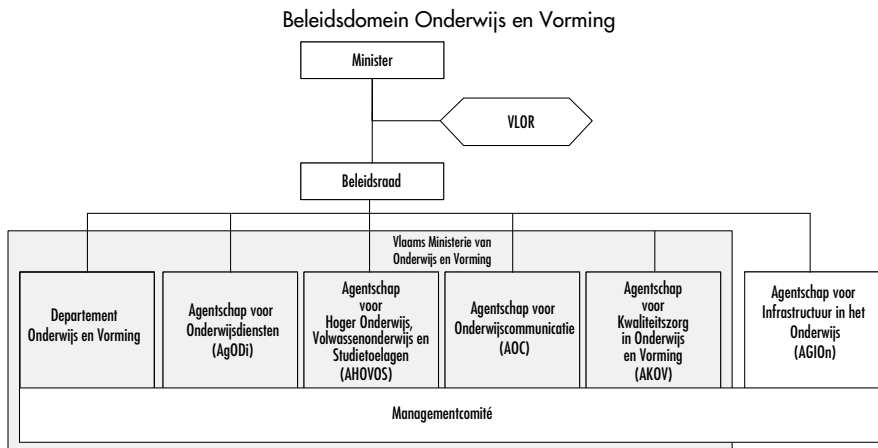 Beleidsdomein Onderwijs en Vorming
Minister
VLOR
Beleidsraad
Vlaams Ministerie van
Onderwijs en Vorming
Departement
Onderwijs en Vorming
Agentschap voor
Onderwijsdiensten
(AgODi)
Agentschap
voor
Hoger Onderwijs,
Volwassenonderwijs en
Studietoelagen
(AHOVOS)
Agentschap voor
Onderwijscommunicatie
(AOC)
Agentschap
voor
Kwaliteitszorg
in Onderwijs
en Vorming
(AKOV)
Agentschap voor
Infrastructuur in het
Onderwijs
(AGIOn)
Managementcomité